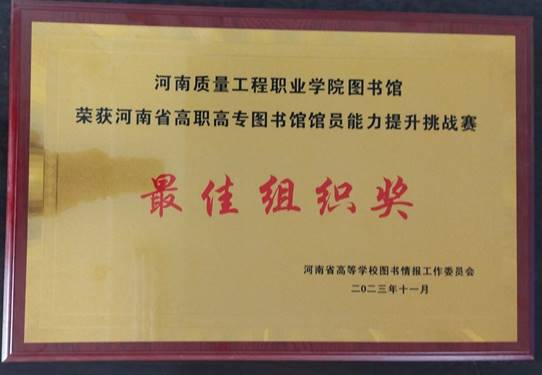 河南质量工程职业学院图书馆
荣获河南省高职高专图书馆馆员能力提升挑战赛
最佳组织奖
河南省高等学校图书情报工作委员会
二〇二三年十一月